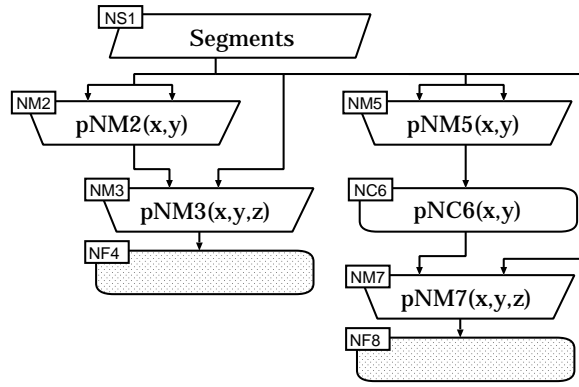 NS1
Segments
NM2
pNM2(x,y)
NM5
pNM5(x,y)
NM3
pNM3(x,y,z)
NC6
pNC6(x,y)
NF4
NM7
pNM7(x,y,z)
NF8